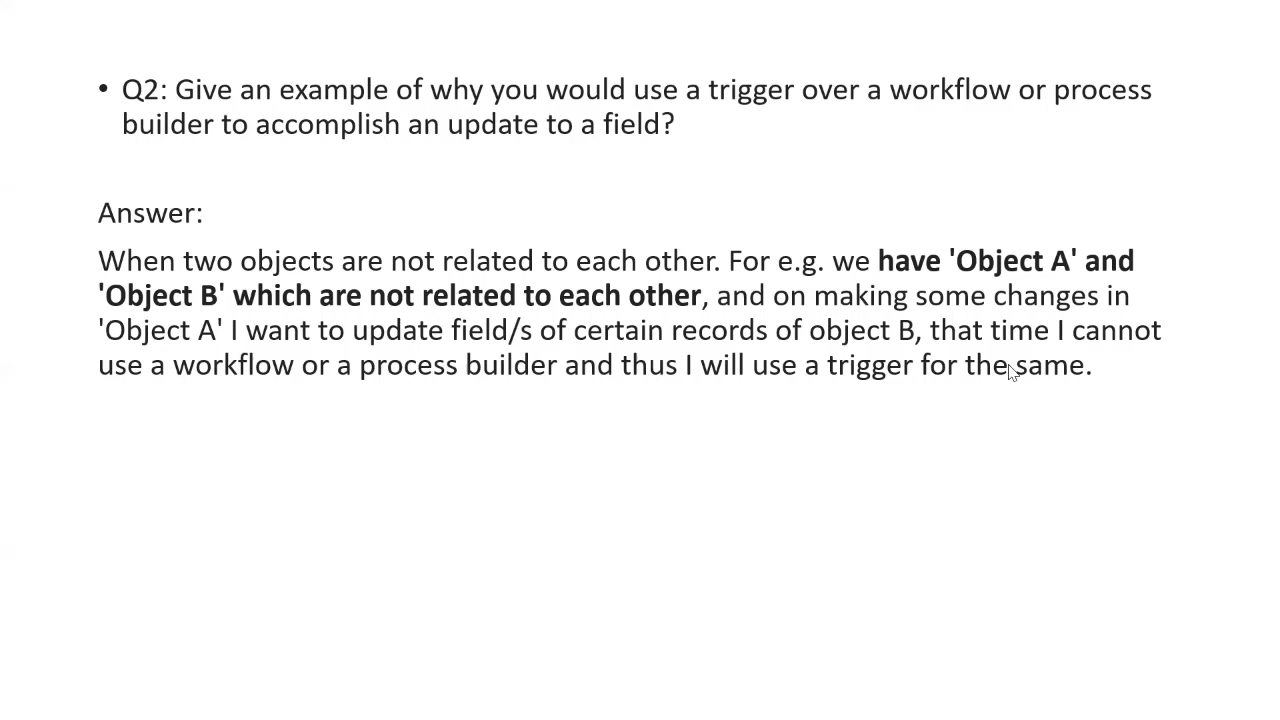 • Q2: Give an example of why you would use a trigger over a workflow or process
builder to accomplish an update to a field?
Answer:
When two objects are not related to each other. For e.g. we have 'Object A' and
'Object B' which are not related to each other, and on making some changes in
'Object A' I want to update field/s of certain records of object B, that time I cannot
use a workflow or a process builder and thus I will use a trigger for the same.